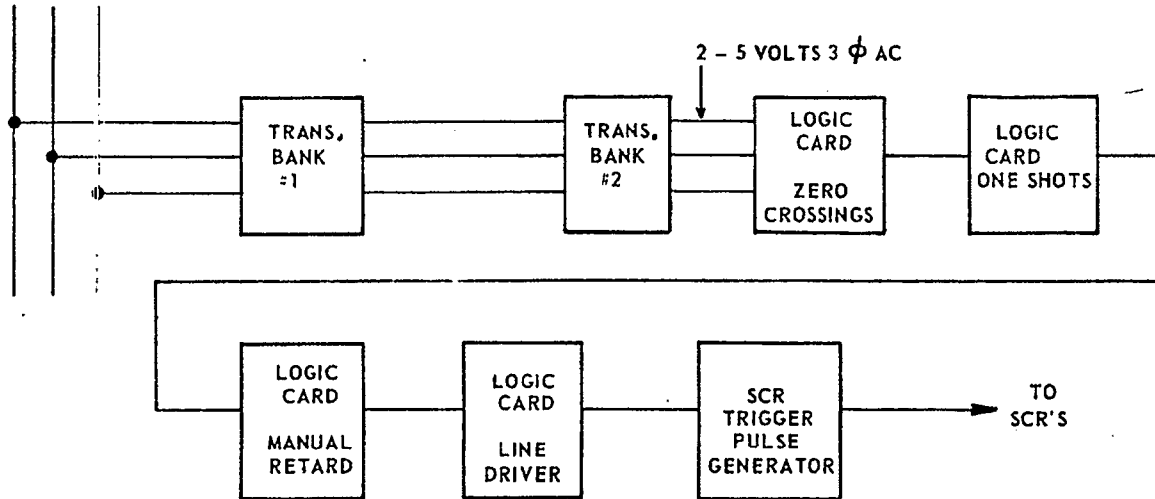 2 – 5 VOLTS 3 ϕ AC
TRANS.
BANK
#1
TRANS.
BANK
#2
LOGIC
CARD
ZERO
CROSSINGS
LOGIC
CARD
ONE SHOTS
LOGIC
CARD
MANUAL
RETARD
LOGIC
CARD
LINE
DRIVER
SCR
TRIGGER
PULSE
GENERATOR
TO
SCR'S